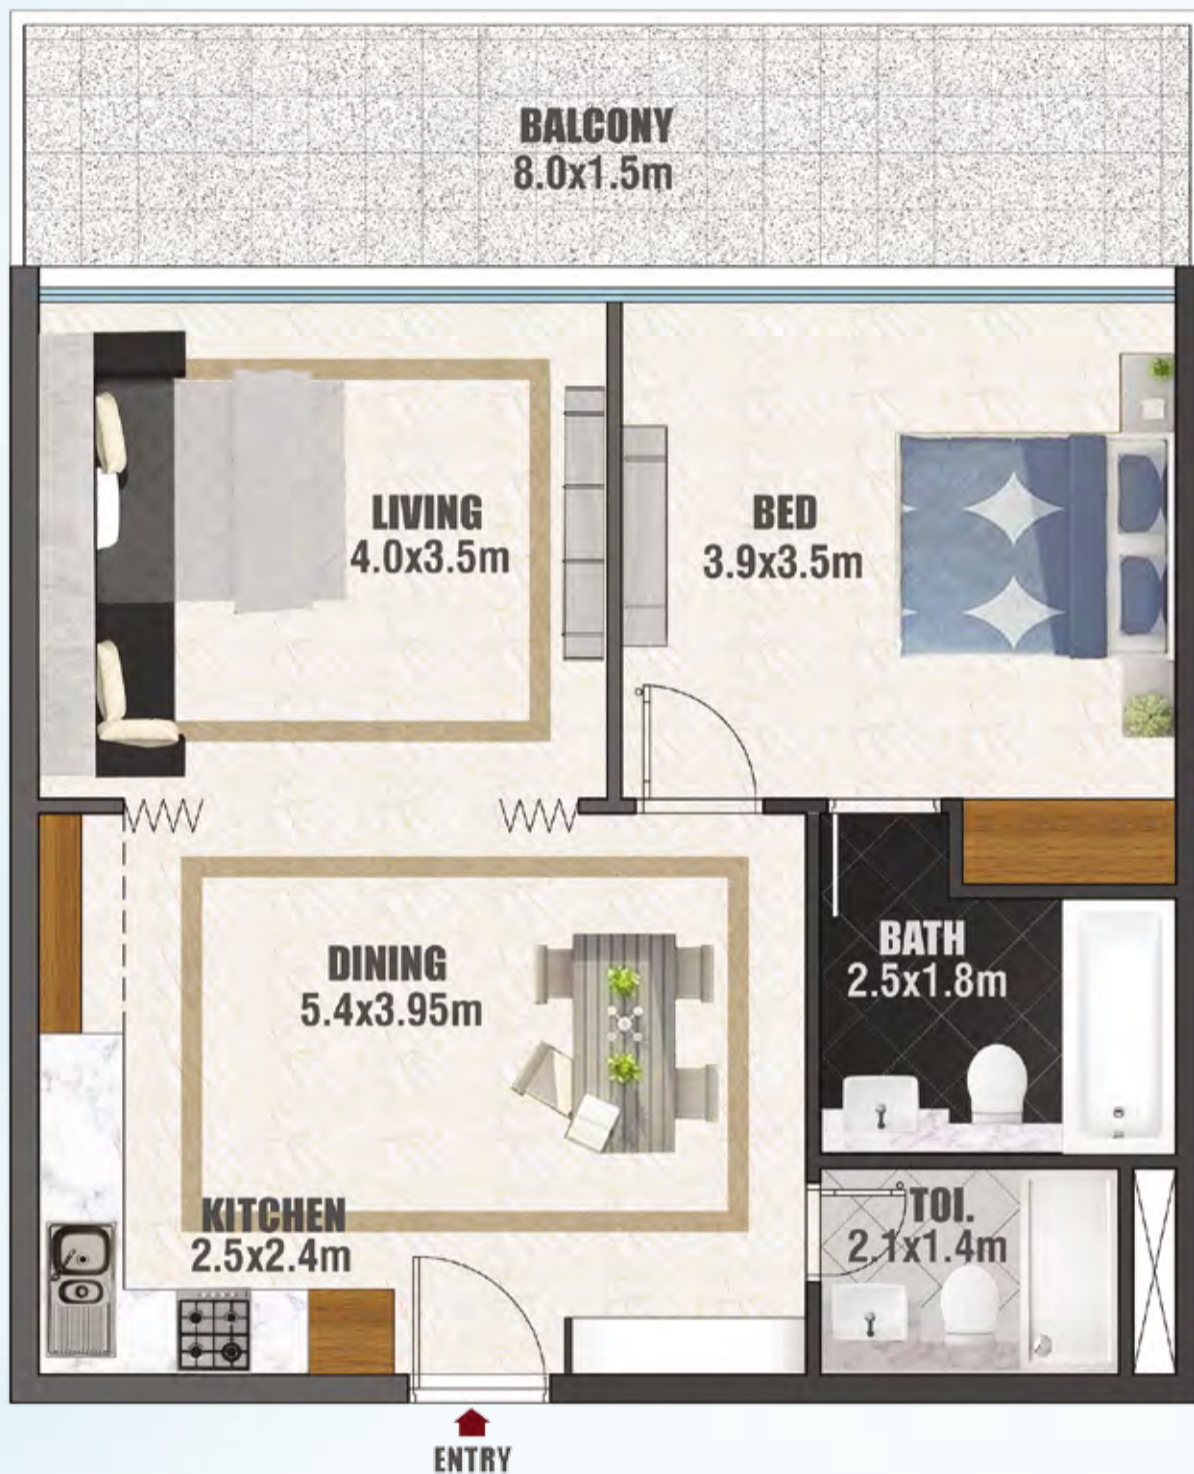 BALCONY
8.0x1.5m
LIVING
4.0x3.5m
BED
3.9x3.5m
DINING
5.4x3.95m
BATH
2.5x1.8m
KITCHEN
2.5x2.4m
TOI.
2.1x1.4m
ENTRY